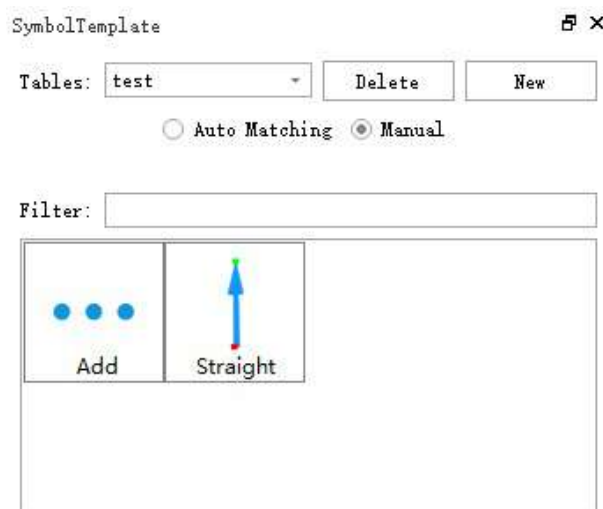 SymbolTemplate
Tables: test Delete New
Auto Matching Manual
Filter:
Add Straight